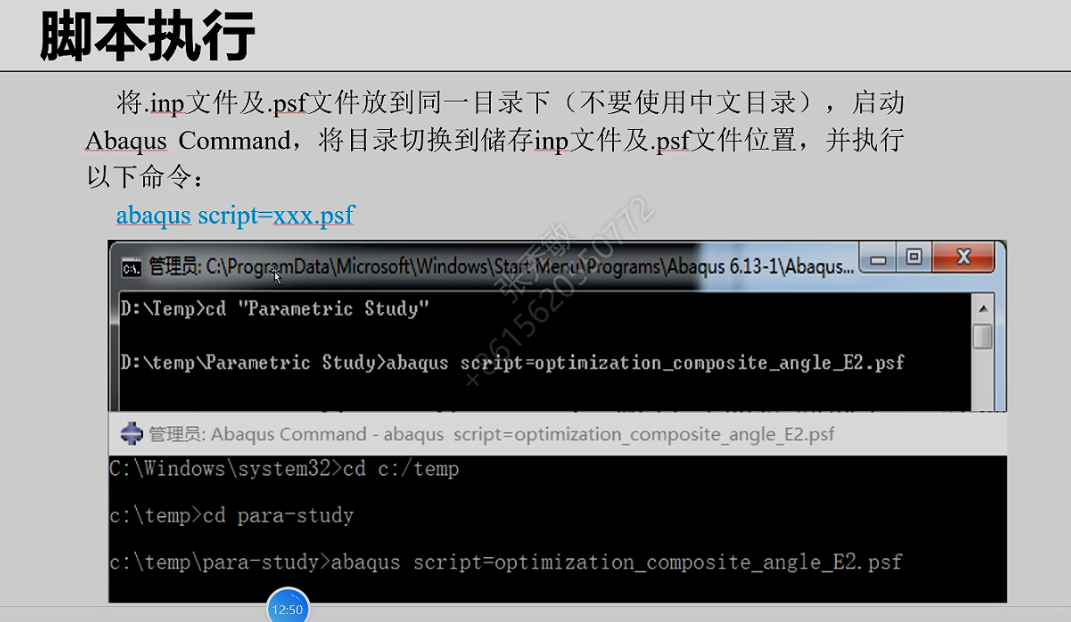 脚本执行
将.inp文件及.psf文件放到同一目录下（不要使用中文目录），启动
Abaqus Command，将目录切换到储存inp文件及.psf文件位置，并执行
以下命令：
abaqus script=xxx.psf
管理员: C:\ProgramData\Microsoft\Windows\Start Menu\Programs\Abaqus 6.13-1\Abaqus...
D:\Temp>cd "Parametric Study"
D:\temp\Parametric Study>abaqus script=optimization_composite_angle_E2.psf
管理员: Abaqus Command - abaqus script=optimization_composite_angle_E2.psf
C:\Windows\system32>cd c:/temp
c:\temp>cd para-study
c:\temp\para-study>abaqus script=optimization_composite_angle_E2.psf
12:50